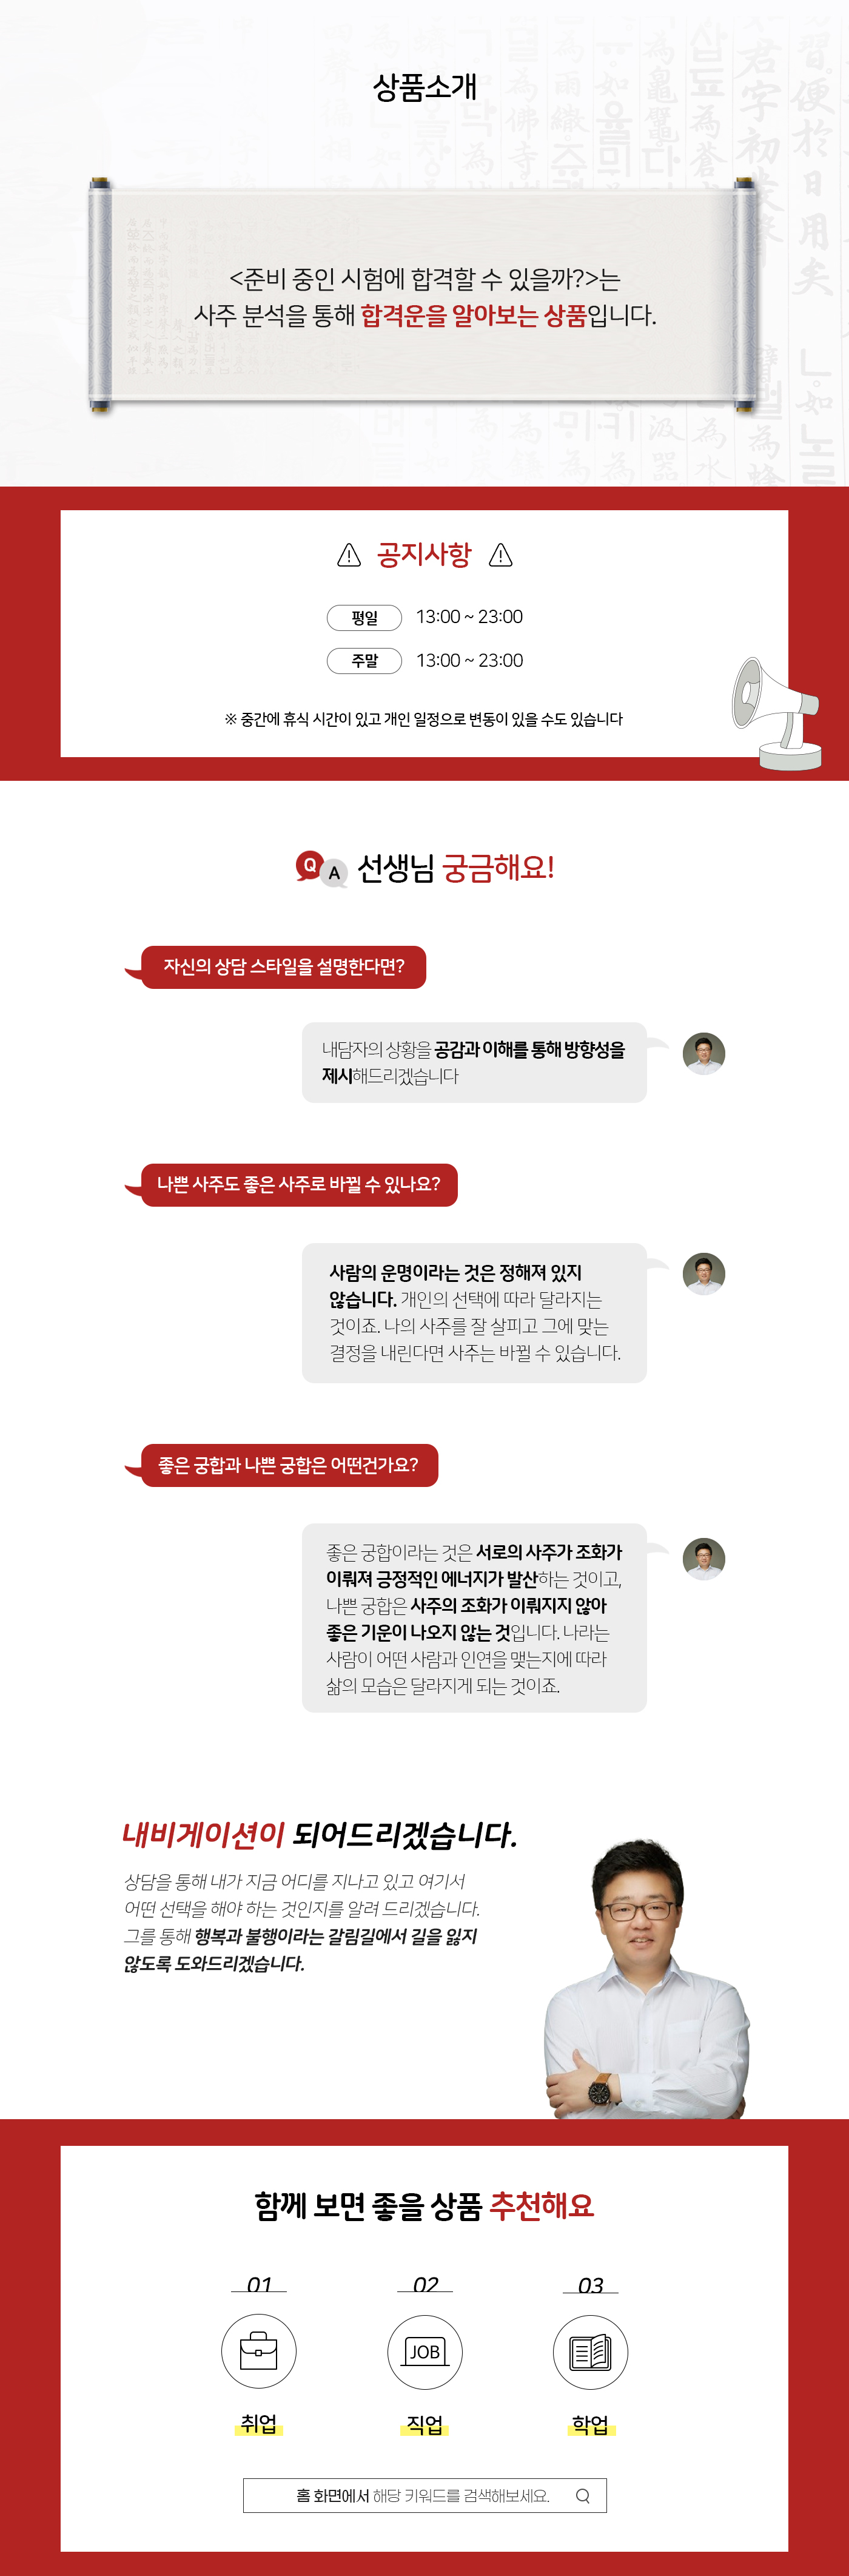 상품소개
<준비 중인 시험에 합격할 수 있을까?>는
사주 분석을 통해 합격운을 알아보는 상품입니다.
공지사항
평일 13:00 ~ 23:00
주말 13:00 ~ 23:00
※ 중간에 휴식 시간이 있고 개인 일정으로 변동이 있을 수도 있습니다
Q A 선생님 궁금해요!
자신의 상담 스타일을 설명한다면?
내담자의 상황을 공감과 이해를 통해 방향성을
제시해드리겠습니다
나쁜 사주도 좋은 사주로 바뀔 수 있나요?
사람의 운명이라는 것은 정해져 있지
않습니다. 개인의 선택에 따라 달라지는
것이죠. 나의 사주를 잘 살피고 그에 맞는
결정을 내린다면 사주는 바뀔 수 있습니다.
좋은 궁합과 나쁜 궁합은 어떤건가요?
좋은 궁합이라는 것은 서로의 사주가 조화가
이뤄져 긍정적인 에너지가 발산하는 것이고,
나쁜 궁합은 사주의 조화가 이뤄지지 않아
좋은 기운이 나오지 않는 것입니다. 나라는
사람이 어떤 사람과 인연을 맺는지에 따라
삶의 모습은 달라지게 되는 것이죠.
내비게이션이 되어드리겠습니다.
상담을 통해 내가 지금 어디를 지나고 있고 여기서
어떤 선택을 해야 하는 것인지를 알려 드리겠습니다.
그를 통해 행복과 불행이라는 갈림길에서 길을 잃지
않도록 도와드리겠습니다.
함께 보면 좋을 상품 추천해요
01 02 03
JOB
취업 직업 학업
홈 화면에서 해당 키워드를 검색해보세요.